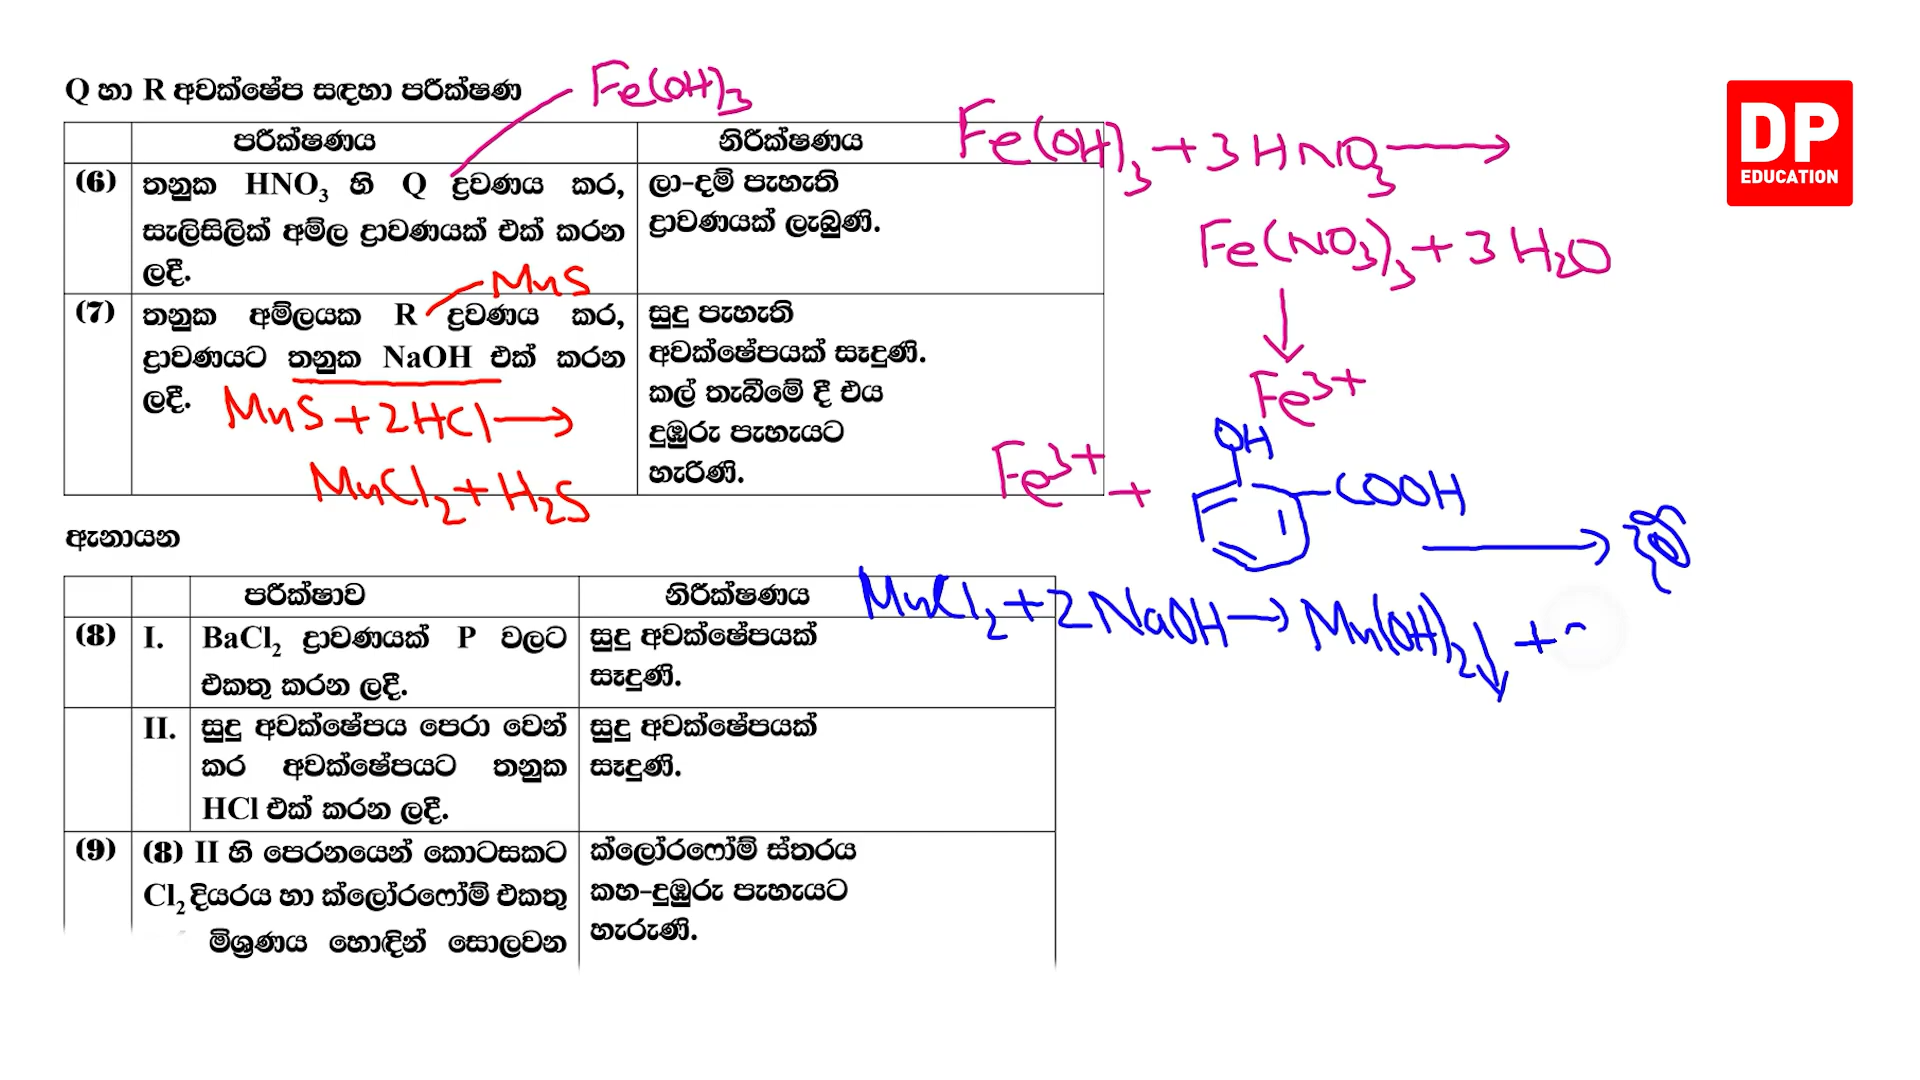 Q හා R අවක්ෂේප සඳහා පරීක්ෂණ
Fe(OH)3
DP
EDUCATION
පරීක්ෂණය
නිරීක්ෂණය
(6)
තනුක HNO3 හි Q ද්‍රවණය කර,
සැලිසිලික් අම්ල ද්‍රාවණයක් එක් කරන
ලදී.
ලා-දම් පැහැති
ද්‍රාවණයක් ලැබුණි.
MnS
(7)
තනුක අම්ලයක R ද්‍රවණය කර,
ද්‍රාවණයට තනුක NaOH එක් කරන
ලදී.
සුදු පැහැති
අවක්ෂේපයක් සෑදුණි.
කල් තැබීමේ දී එය
දුඹුරු පැහැයට
හැරිණි.
MnS + 2HCl →
MnCl2 + H2S
Fe(OH)3 + 3HNO3 →
Fe(NO3)3 + 3H2O
↓
Fe3+
Fe3+ +
OH
COOH
→
ඇනායන
පරීක්ෂාව
නිරීක්ෂණය
MnCl2 + 2NaOH → Mn(OH)2↓ +
(8)
I.
BaCl2 ද්‍රාවණයක් P වලට
එකතු කරන ලදී.
සුදු අවක්ෂේපයක්
සෑදුණි.
II.
සුදු අවක්ෂේපය පෙරා වෙන්
කර අවක්ෂේපයට තනුක
HCl එක් කරන ලදී.
සුදු අවක්ෂේපයක්
සෑදුණි.
(9)
(8) II හි පෙරනයෙන් කොටසකට
Cl2 දියරය හා ක්ලෝරෆෝම් එකතු
මිශ්‍රණය හොඳින් සොලවන
ක්ලෝරෆෝම් ස්තරය
කහ-දුඹුරු පැහැයට
හැරුණි.